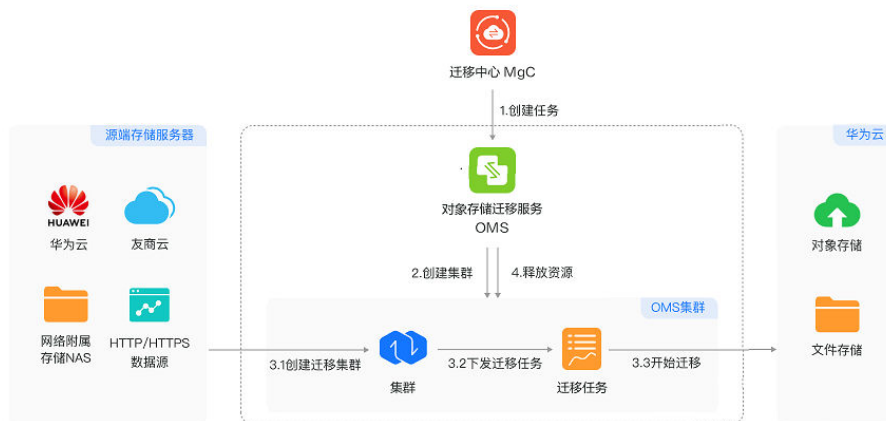 迁移中心 MgC
1.创建任务
源端存储服务器
HUAWEI
华为云
友商云
网络附属
存储NAS
HTTP/HTTPS
数据源
对象存储迁移服务
OMS
2.创建集群
4.释放资源
OMS集群
3.1创建迁移集群
集群
3.2下发迁移任务
迁移任务
3.3开始迁移
华为云
对象存储
文件存储